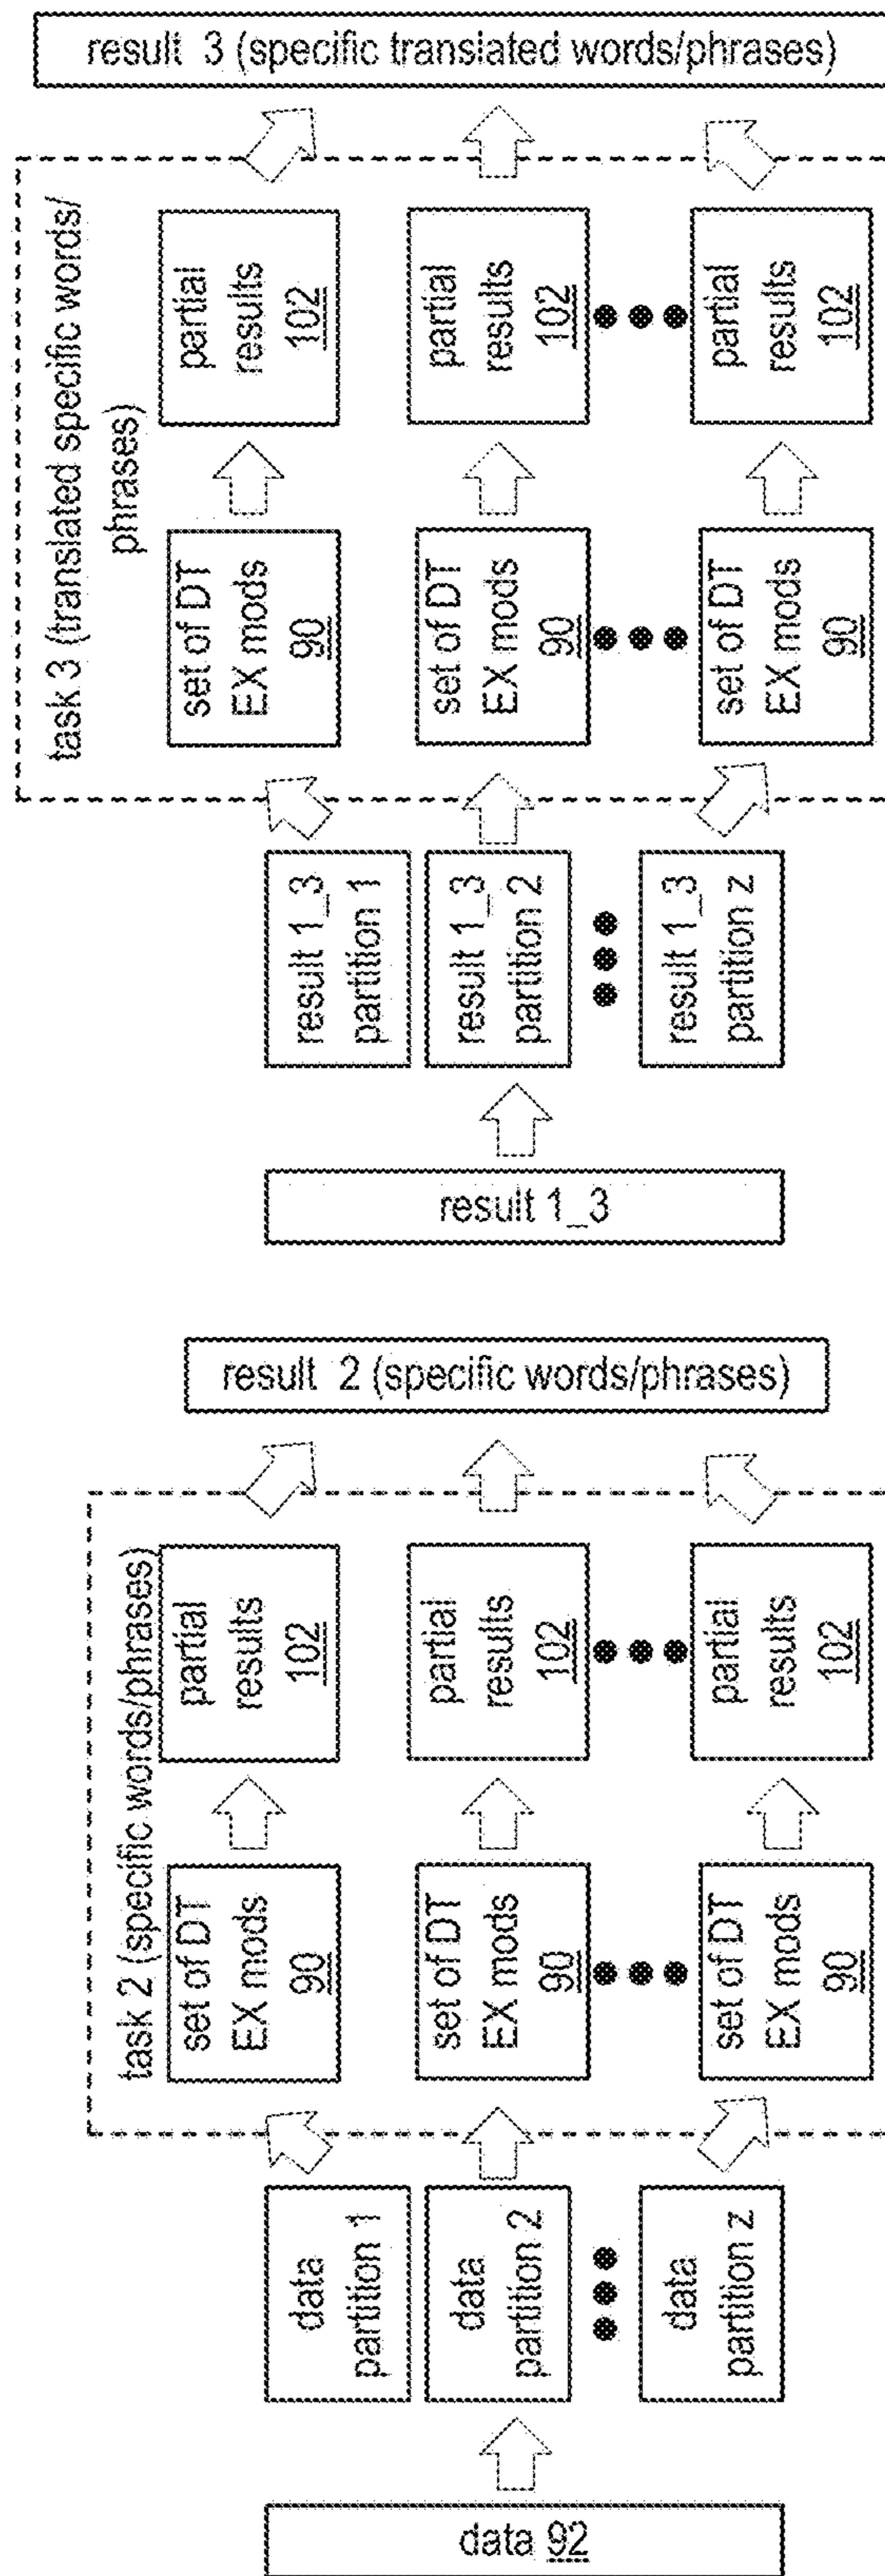 data 92
data
partition 1
data
partition 2
data
partition z
task 2 (specific words/phrases)
set of DT
EX mods
90
set of DT
EX mods
90
set of DT
EX mods
90
partial
results
102
partial
results
102
partial
results
102
result 2 (specific words/phrases)
result 1_3
result 1_3
partition 1
result 1_3
partition 2
result 1_3
partition z
task 3 (translated specific words/
phrases)
set of DT
EX mods
90
set of DT
EX mods
90
set of DT
EX mods
90
partial
results
102
partial
results
102
partial
results
102
result 3 (specific translated words/phrases)